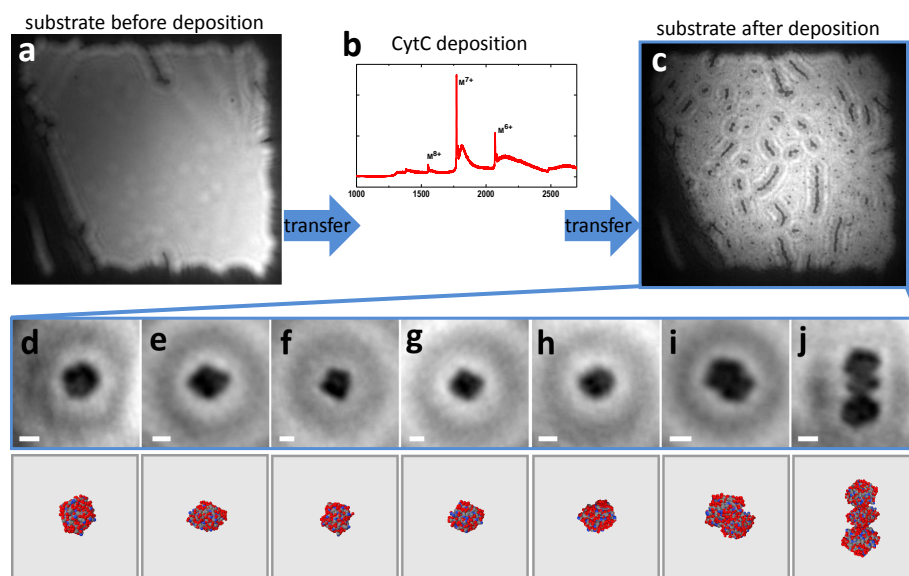 substrate before deposition
a
b
CytC deposition
substrate after deposition
c
M7+
M8+
M6+
1000 1500 2000 2500
transfer
transfer
d e f g h i j